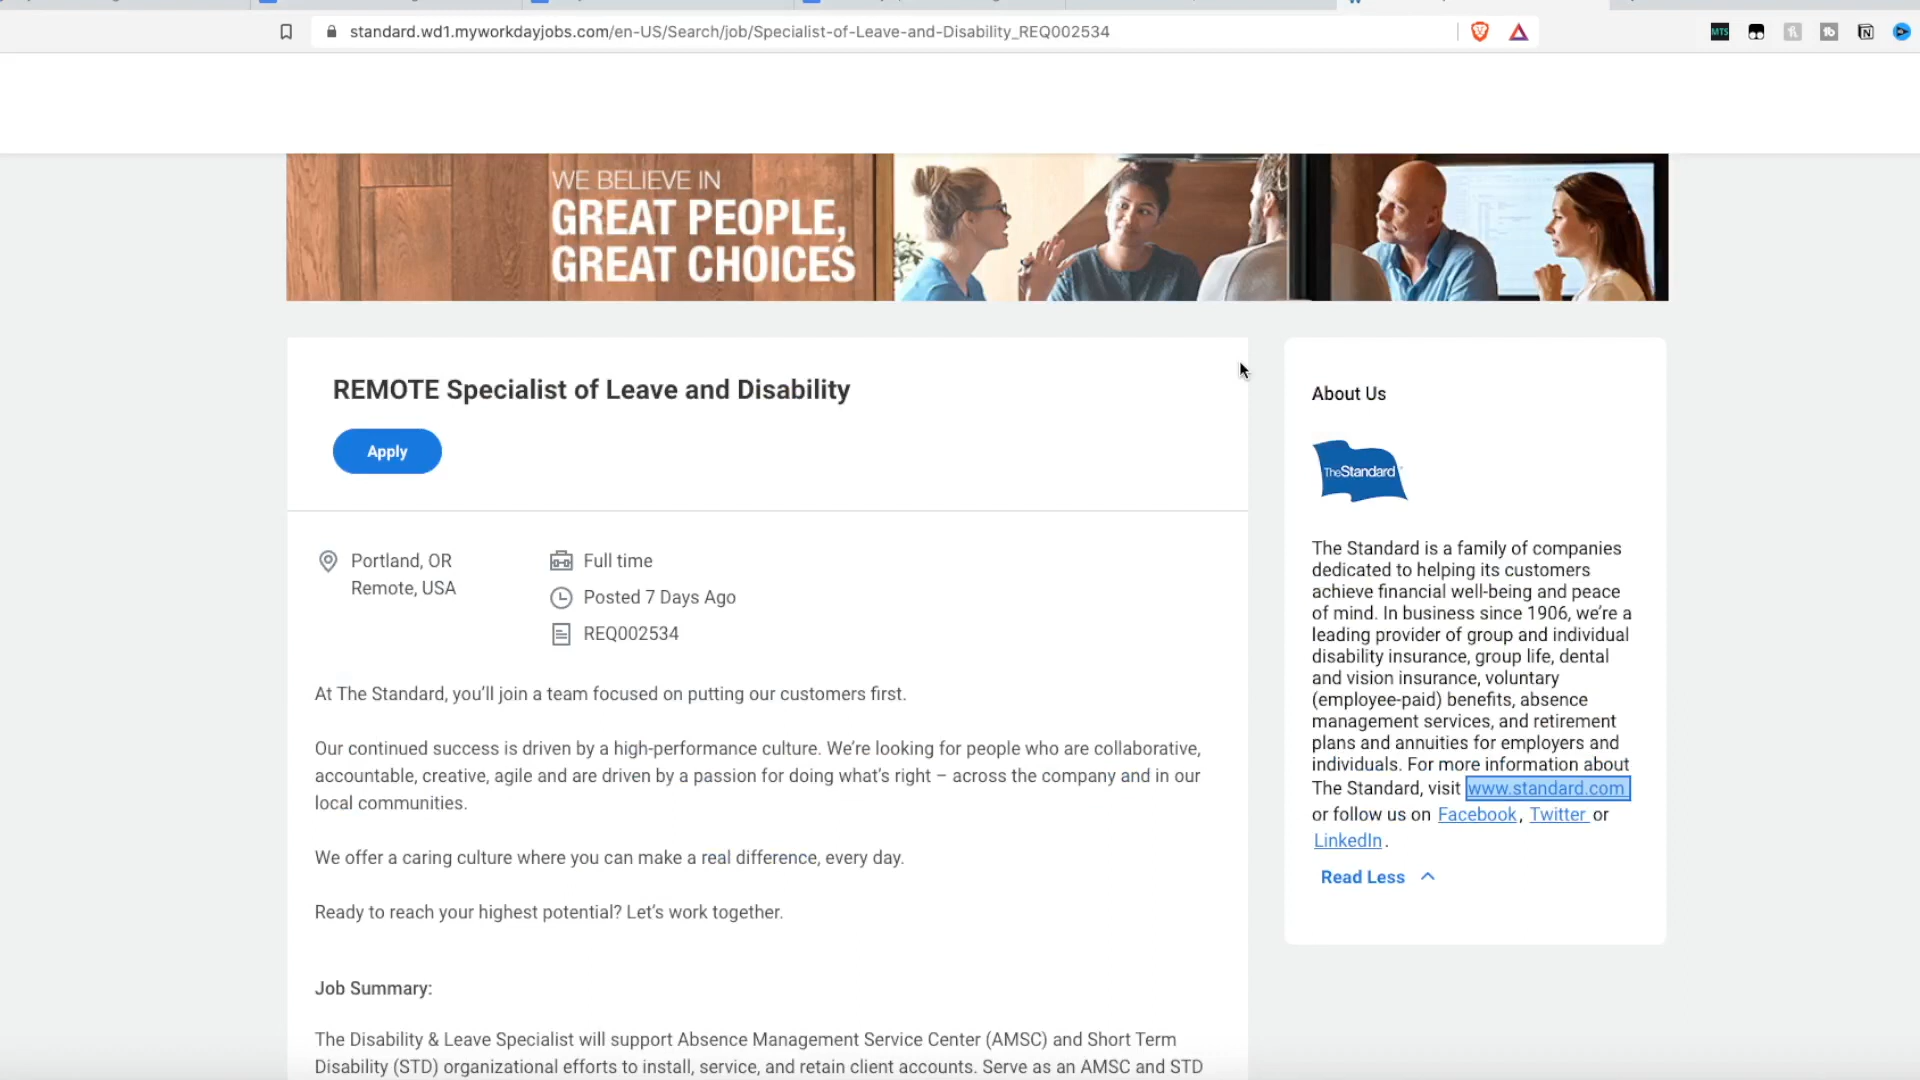 standard.wd1.myworkdayjobs.com/en-US/Search/job/Specialist-of-Leave-and-Disability_REQ002534
MTS
N
WE BELIEVE IN
GREAT PEOPLE,
GREAT CHOICES
REMOTE Specialist of Leave and Disability
Apply
Portland, OR
Remote, USA
Full time
Posted 7 Days Ago
REQ002534
At The Standard, you’ll join a team focused on putting our customers first.
Our continued success is driven by a high-performance culture. We’re looking for people who are collaborative,
accountable, creative, agile and are driven by a passion for doing what’s right – across the company and in our
local communities.
We offer a caring culture where you can make a real difference, every day.
Ready to reach your highest potential? Let’s work together.
Job Summary:
The Disability & Leave Specialist will support Absence Management Service Center (AMSC) and Short Term
Disability (STD) organizational efforts to install, service, and retain client accounts. Serve as an AMSC and STD
About Us
TheStandard
The Standard is a family of companies
dedicated to helping its customers
achieve financial well-being and peace
of mind. In business since 1906, we’re a
leading provider of group and individual
disability insurance, group life, dental
and vision insurance, voluntary
(employee-paid) benefits, absence
management services, and retirement
plans and annuities for employers and
individuals. For more information about
The Standard, visit www.standard.com
or follow us on Facebook, Twitter or
LinkedIn.
Read Less